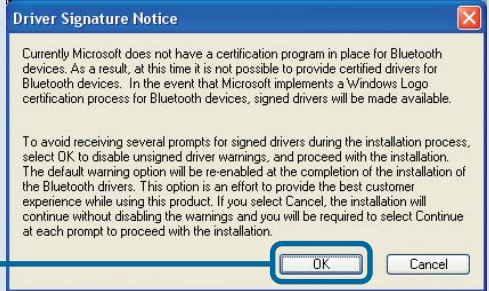 Driver Signature Notice
Currently Microsoft does not have a certification program in place for Bluetooth
devices. As a result, at this time it is not possible to provide certified drivers for
Bluetooth devices. In the event that Microsoft implements a Windows Logo
certification process for Bluetooth devices, signed drivers will be made available.
To avoid receiving several prompts for signed drivers during the installation process,
select OK to disable unsigned driver warnings, and proceed with the installation.
The default warning option will be re-enabled at the completion of the installation of
the Bluetooth drivers. This option is an effort to provide the best customer
experience while using this product. If you select Cancel, the installation will
continue without disabling the warnings and you will be required to select Continue
at each prompt to proceed with the installation.
OK Cancel